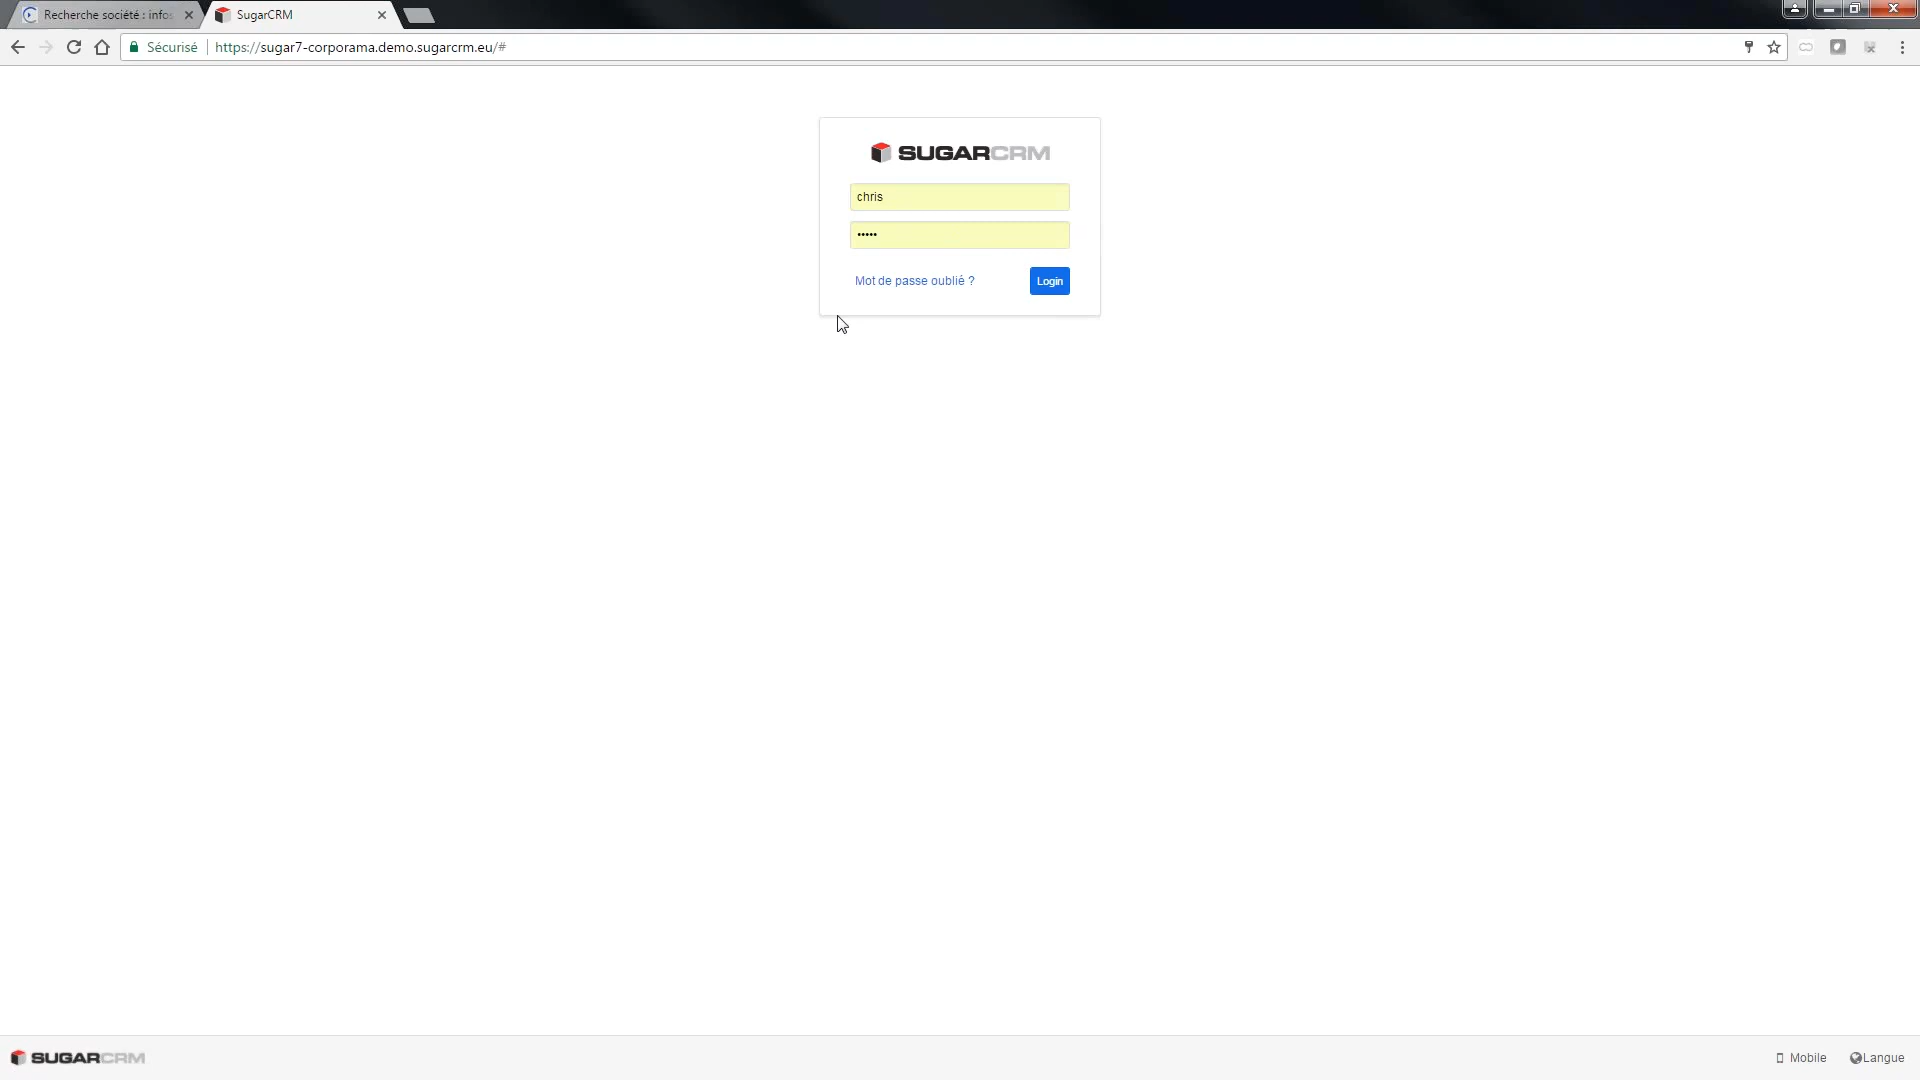 Recherche société : infos
SugarCRM
Sécurisé
https://sugar7-corporama.demo.sugarcrm.eu/#
SUGARCRM
chris
•••••
Mot de passe oublié ?
Login
SUGARCRM
Mobile
Langue